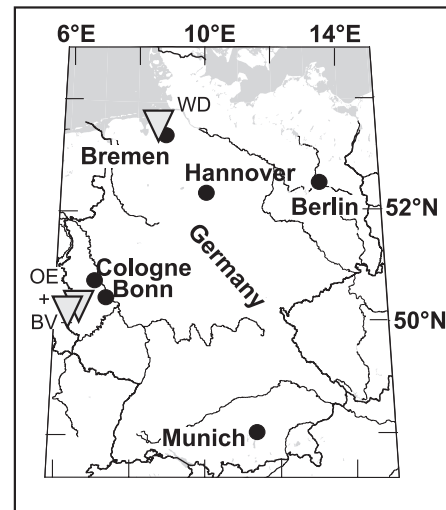 6°E 10°E 14°E
WD
Bremen
Hannover
Berlin
52°N
Germany
OE
Cologne
+
Bonn
BV
50°N
Munich